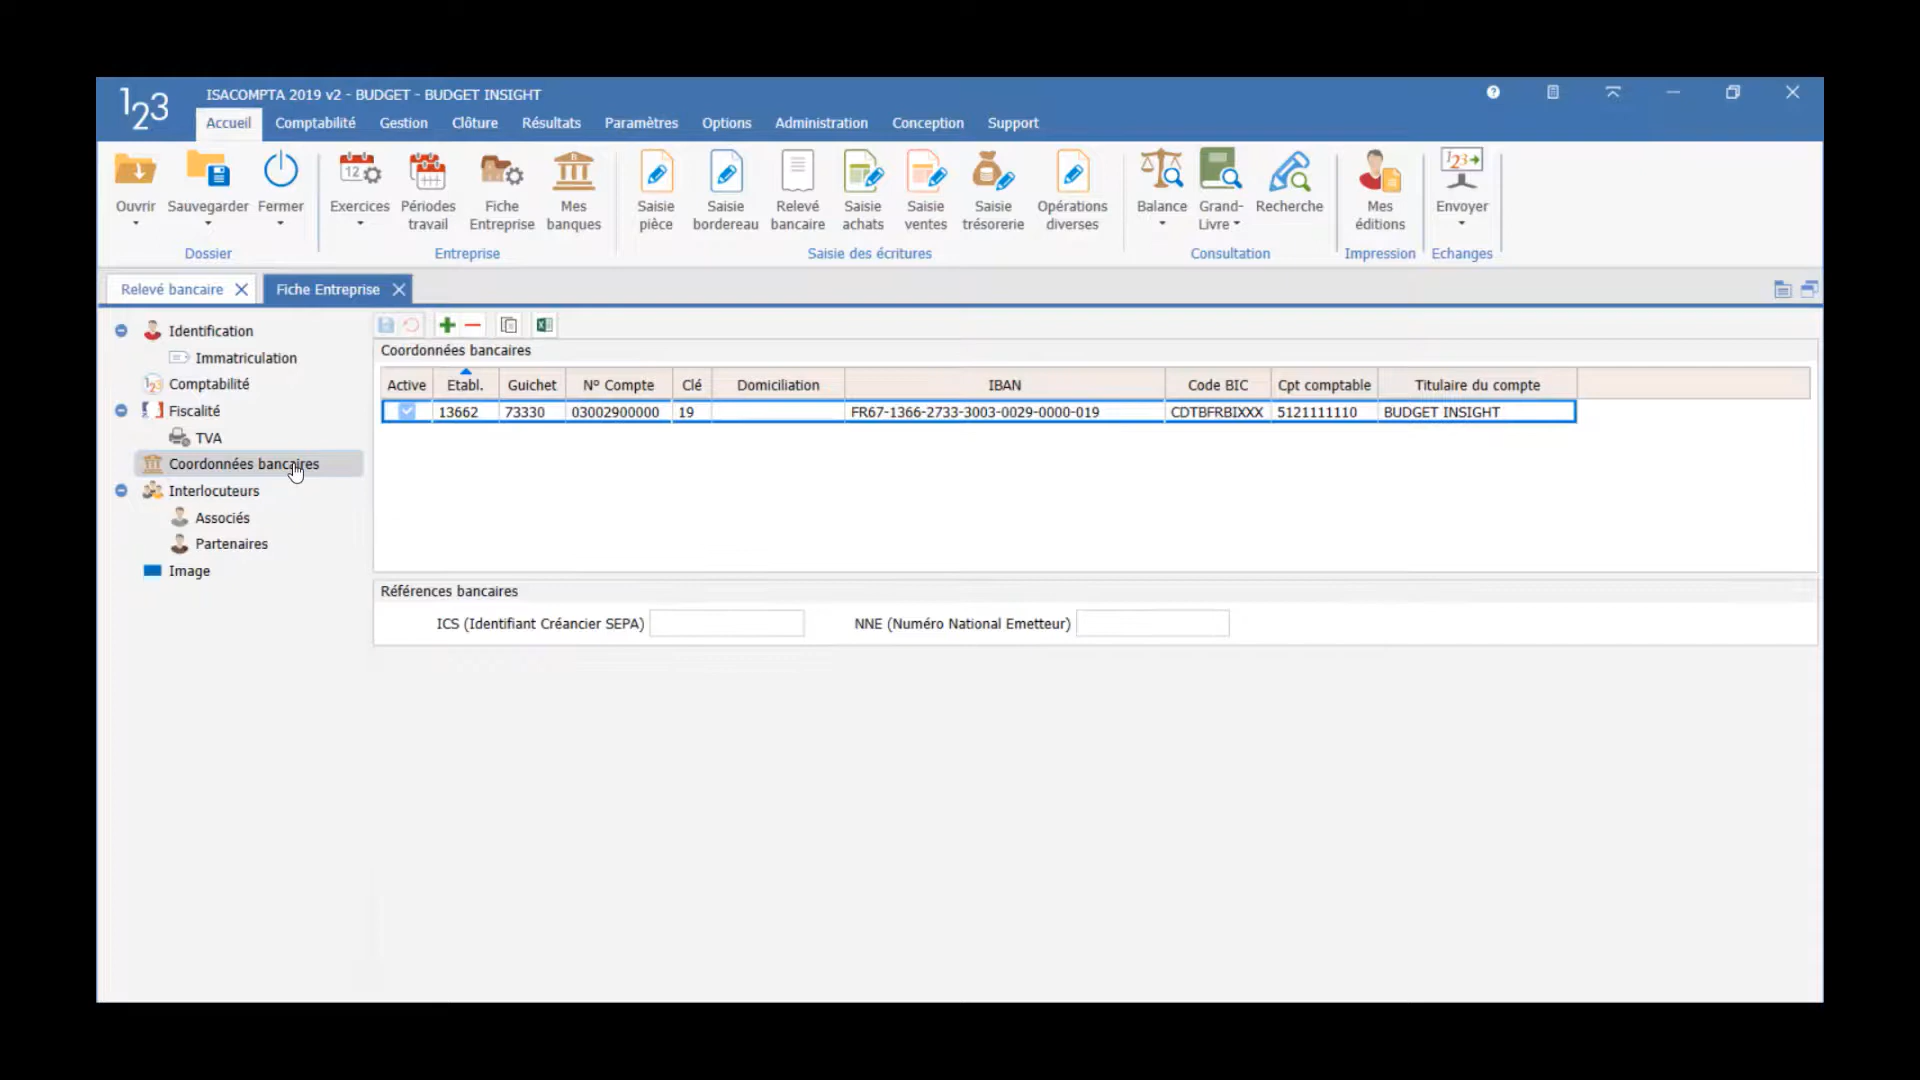 123
ISACOMPTA 2019 v2 - BUDGET - BUDGET INSIGHT
Accueil Comptabilité Gestion Clôture Résultats Paramètres Options Administration Conception Support
Ouvrir Sauvegarder Fermer Exercices Périodes travail Fiche Entreprise Mes banques Saisie pièce Saisie bordereau Relevé bancaire Saisie achats Saisie ventes Saisie trésorerie Opérations diverses Balance Grand-Livre Recherche Mes éditions Envoyer
Dossier Entreprise Saisie des écritures Consultation Impression Echanges
Relevé bancaire Fiche Entreprise
Identification
Immatriculation
Comptabilité
Fiscalité
TVA
Coordonnées bancaires
Interlocuteurs
Associés
Partenaires
Image
Coordonnées bancaires
Active Etabl. Guichet Nº Compte Clé Domiciliation IBAN Code BIC Cpt comptable Titulaire du compte
13662 73330 03002900000 19 FR67-1366-2733-3003-0029-0000-019 CDTBFRBIXXX 5121111110 BUDGET INSIGHT
Références bancaires
ICS (Identifiant Créancier SEPA) NNE (Numéro National Emetteur)